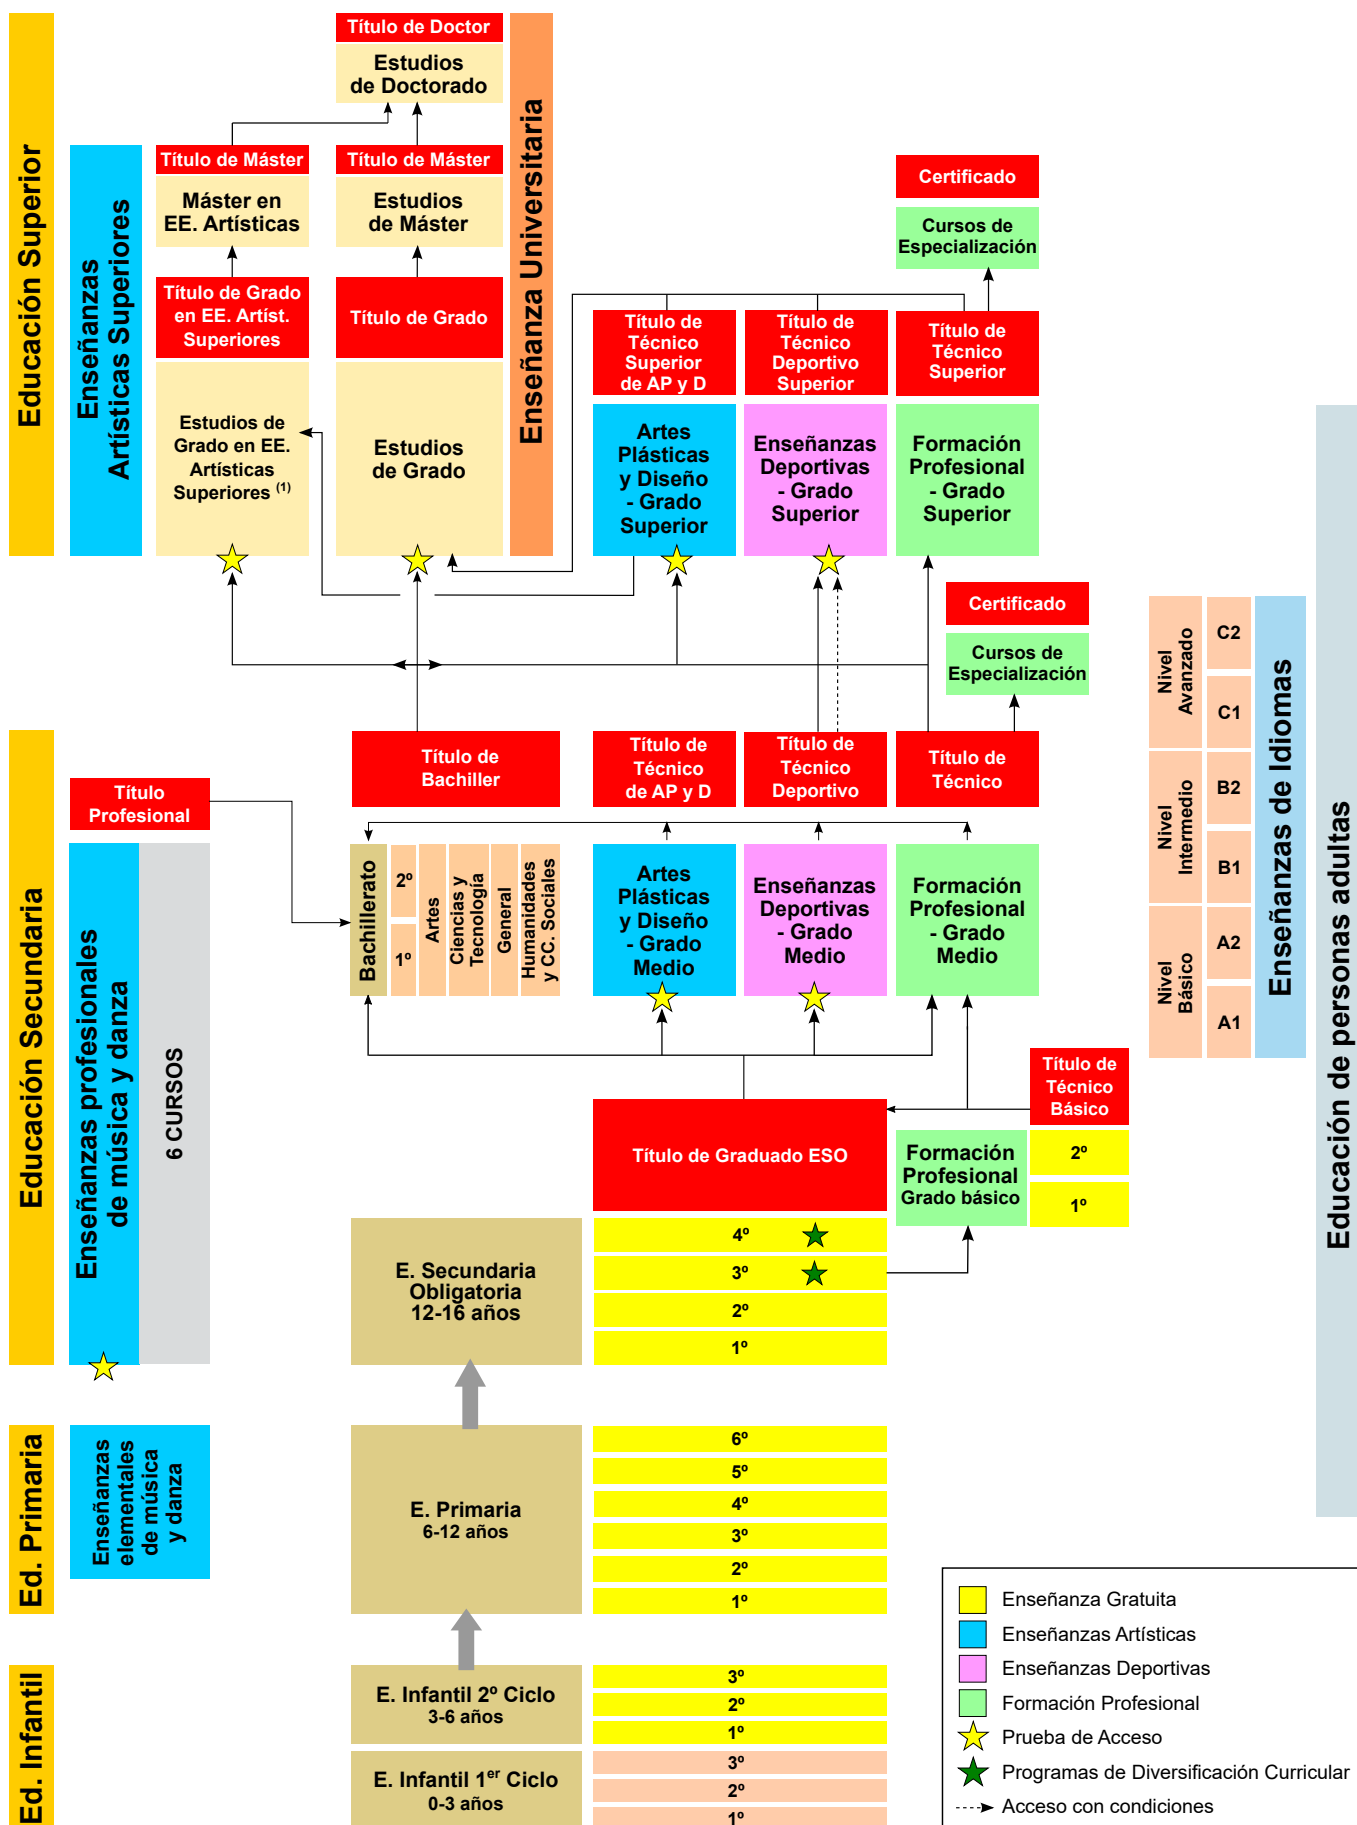 Título de Doctor
Estudios
de Doctorado
Educación Superior
Enseñanzas
Artísticas Superiores
Título de Máster
Máster en
EE. Artísticas
Título de Grado
en EE. Artíst.
Superiores
Estudios de
Grado en EE.
Artísticas
Superiores (1)
Título de Máster
Estudios
de Máster
Título de Grado
Estudios
de Grado
Enseñanza Universitaria
Certificado
Cursos de
Especialización
Título de
Técnico
Superior
de AP y D
Título de
Técnico
Deportivo
Superior
Título de
Técnico
Superior
Artes
Plásticas
y Diseño
- Grado
Superior
Enseñanzas
Deportivas
- Grado
Superior
Formación
Profesional
- Grado
Superior
Certificado
Cursos de
Especialización
Educación Secundaria
Título
Profesional
Enseñanzas profesionales
de música y danza
6 CURSOS
Título de
Bachiller
Título de
Técnico
de AP y D
Título de
Técnico
Deportivo
Título de
Técnico
Bachillerato
2º
1º
Artes
Ciencias y
Tecnología
General
Humanidades
y CC. Sociales
Artes
Plásticas
y Diseño
- Grado
Medio
Enseñanzas
Deportivas
- Grado
Medio
Formación
Profesional
- Grado
Medio
Nivel
Avanzado
C2
C1
Nivel
Intermedio
B2
B1
Nivel
Básico
A2
A1
Enseñanzas de Idiomas
Educación de personas adultas
Título de
Técnico
Básico
Título de Graduado ESO
Formación
Profesional
Grado básico
2º
1º
E. Secundaria
Obligatoria
12-16 años
4º
3º
2º
1º
Ed. Primaria
Enseñanzas
elementales
de música
y danza
E. Primaria
6-12 años
6º
5º
4º
3º
2º
1º
Ed. Infantil
E. Infantil 2º Ciclo
3-6 años
3º
2º
1º
E. Infantil 1er Ciclo
0-3 años
3º
2º
1º
Enseñanza Gratuita
Enseñanzas Artísticas
Enseñanzas Deportivas
Formación Profesional
Prueba de Acceso
Programas de Diversificación Curricular
Acceso con condiciones